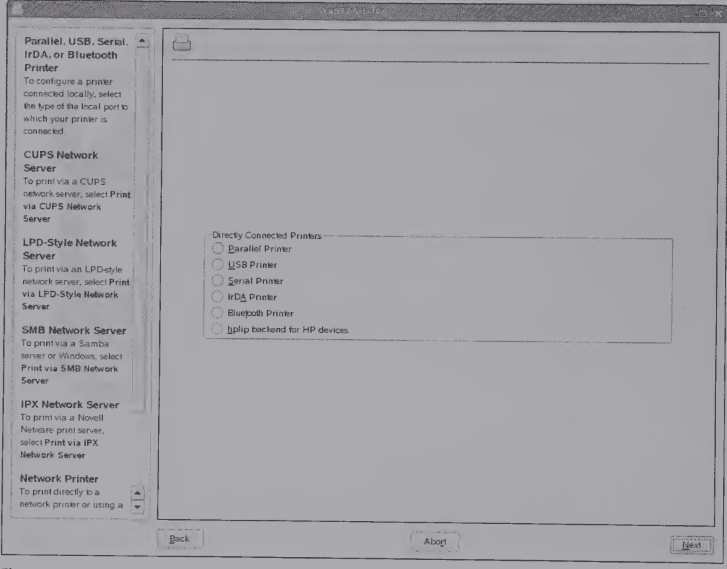 Parallel, USB, Serial,
IrDA, or Bluetooth
Printer
To configure a printer
connected locally, select
the type of the local port to
which your printer is
connected.
CUPS Network
Server
To print via a CUPS
network server, select Print
via CUPS Network
Server
LPD-Style Network
Server
To print via an LPD-style
network server, select Print
via LPD-Style Network
Server
SMB Network Server
To print via a Samba
server or Windows, select
Print via SMB Network
Server
IPX Network Server
To print via a Novell
Netware print server,
select Print via IPX
Network Server
Network Printer
To print directly to a
network printer or using a
Directly Connected Printers
Parallel Printer
USB Printer
Serial Printer
IrDA Printer
Bluetooth Printer
hplip backend for HP devices
Back
Abort
Next